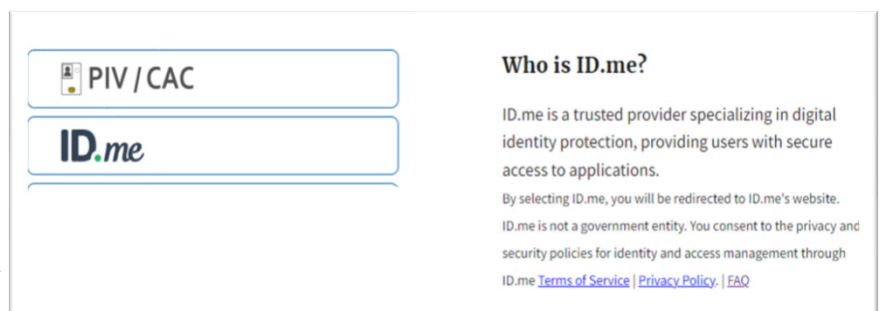 PIV / CAC
ID.me
Who is ID.me?
ID.me is a trusted provider specializing in digital
identity protection, providing users with secure
access to applications.
By selecting ID.me, you will be redirected to ID.me's website.
ID.me is not a government entity. You consent to the privacy and
security policies for identity and access management through
ID.me Terms of Service | Privacy Policy. | FAQ